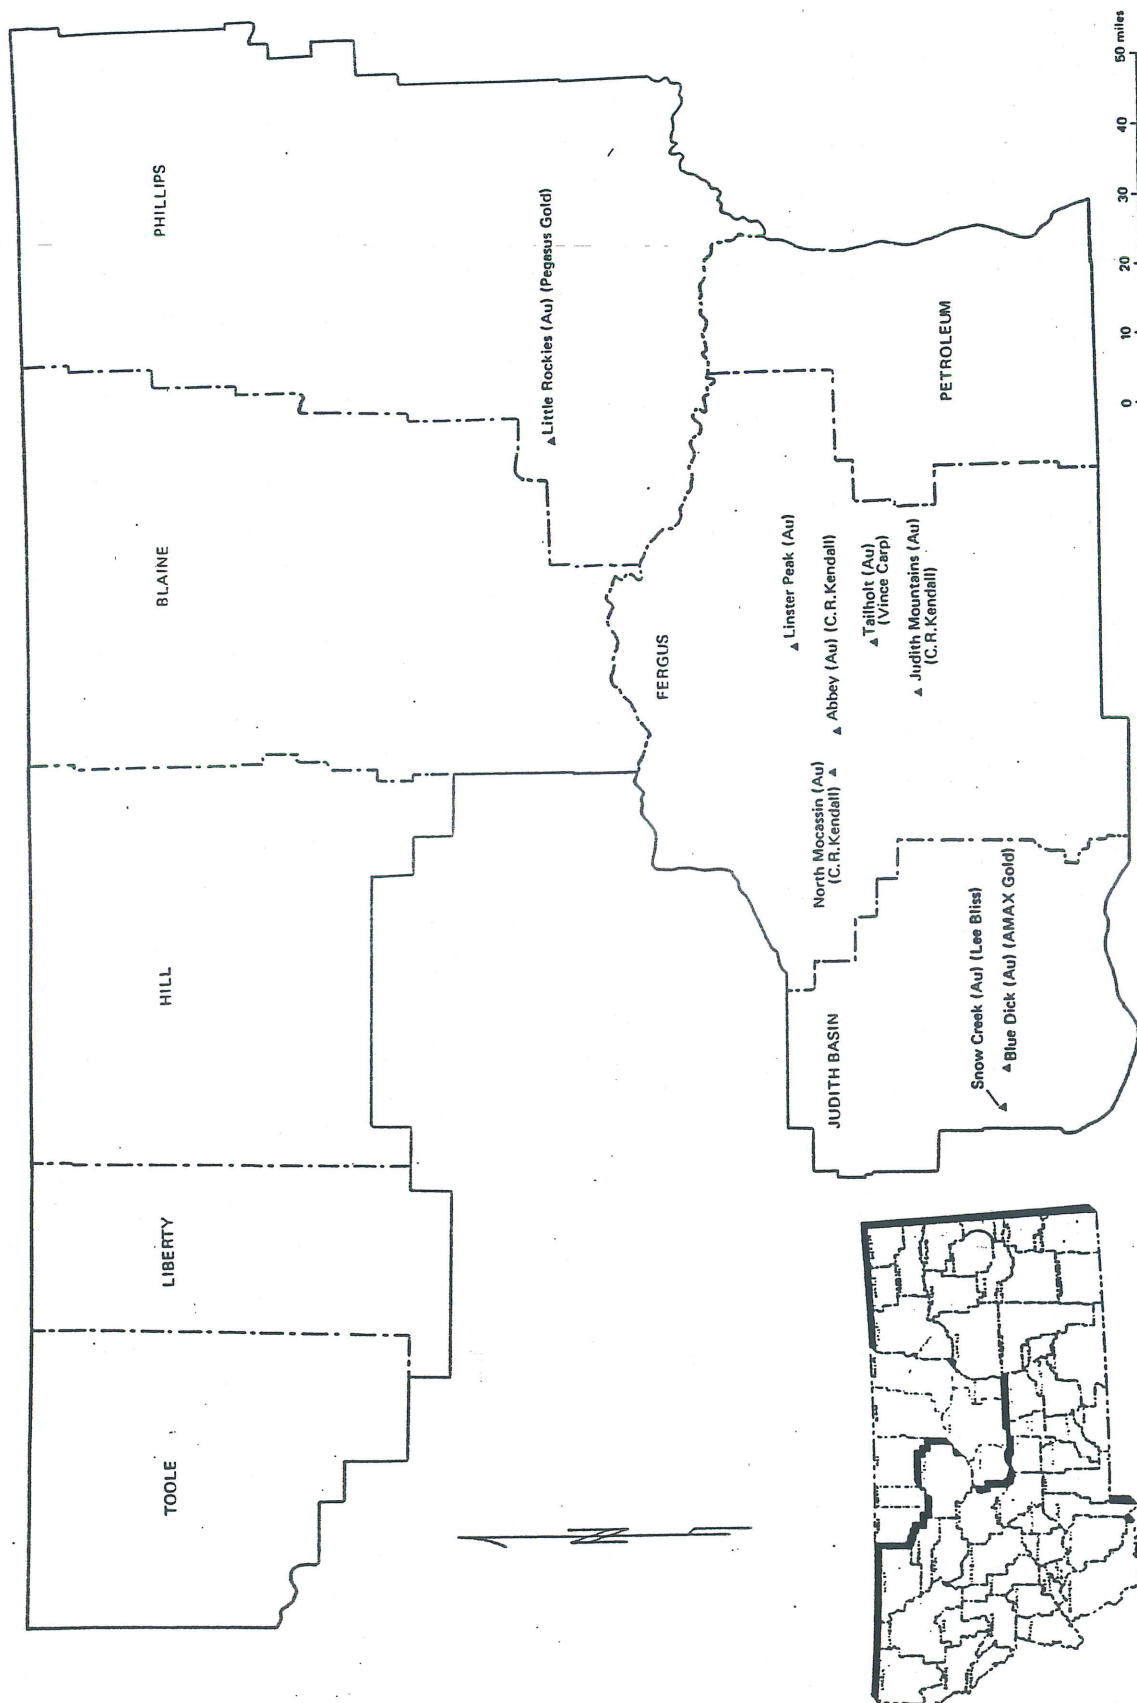 TOOLE
LIBERTY
HILL
BLAINE
PHILLIPS
Little Rockies (Au) (Pegasus Gold)
FERGUS
Linster Peak (Au)
Abbey (Au) (C.R.Kendall)
North Mocassin (Au)
(C.R.Kendall)
Tailholt (Au)
(Vince Carp)
Judith Mountains (Au)
(C.R.Kendall)
PETROLEUM
JUDITH BASIN
Snow Creek (Au) (Lee Bliss)
Blue Dick (Au) (AMAX Gold)
N
0 10 20 30 40 50 miles